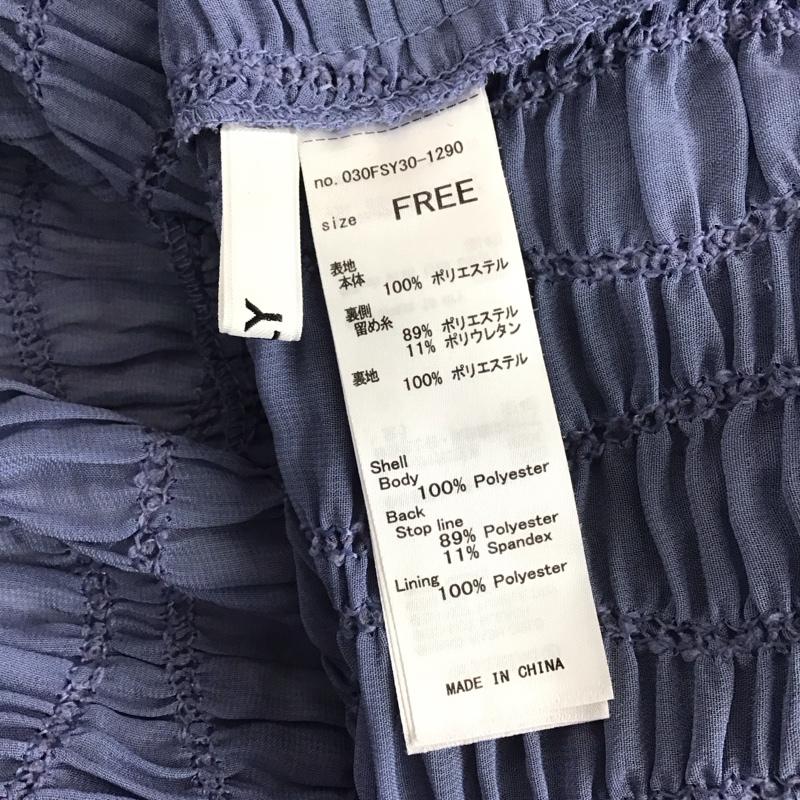 no. 030FSY30-1290
size FREE
表地
本体 100% ポリエステル
裏側
留め糸 89% ポリエステル
11% ポリウレタン
裏地 100% ポリエステル
Shell
Body 100% Polyester
Back
Stop line
89% Polyester
11% Spandex
Lining 100% Polyester
MADE IN CHINA